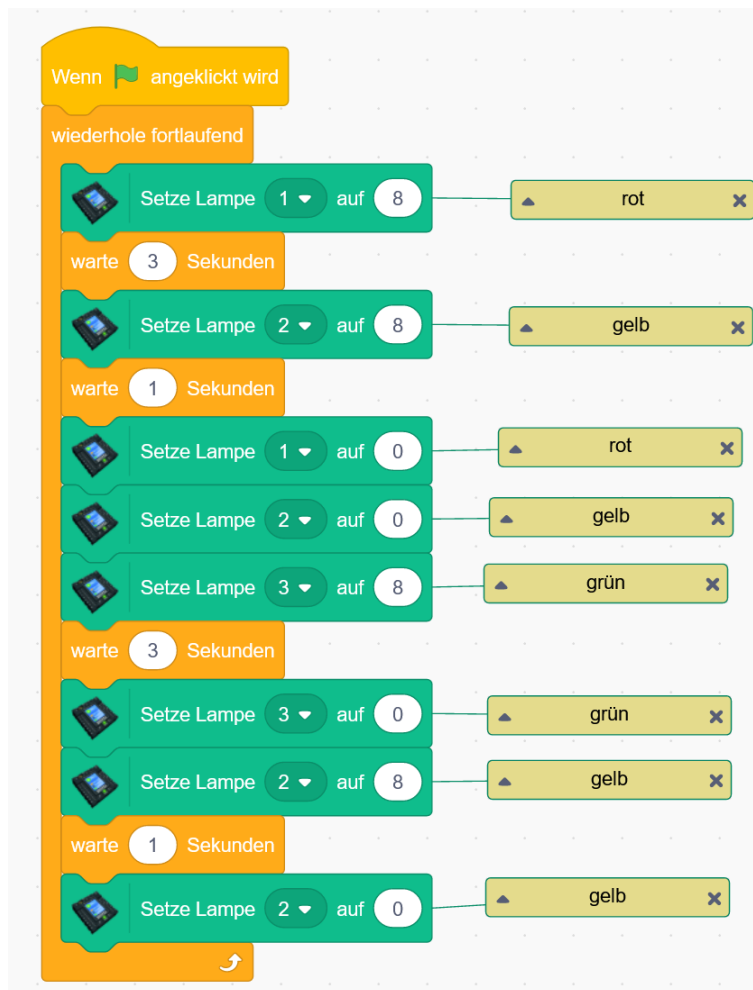 Wenn angeklickt wird
wiederhole fortlaufend
Setze Lampe 1 auf 8 rot
warte 3 Sekunden
Setze Lampe 2 auf 8 gelb
warte 1 Sekunden
Setze Lampe 1 auf 0 rot
Setze Lampe 2 auf 0 gelb
Setze Lampe 3 auf 8 grün
warte 3 Sekunden
Setze Lampe 3 auf 0 grün
Setze Lampe 2 auf 8 gelb
warte 1 Sekunden
Setze Lampe 2 auf 0 gelb